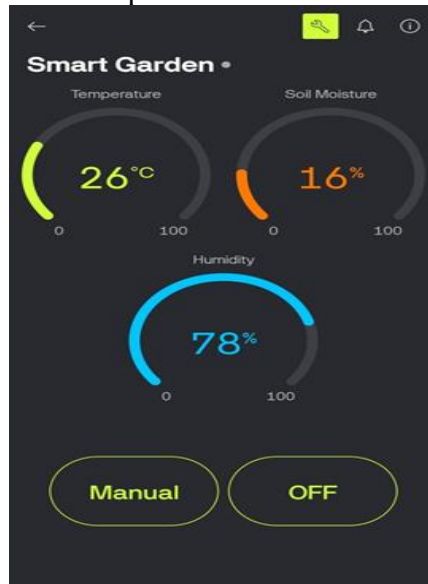 Smart Garden
Temperature
Soil Moisture
26°C
16%
0
100
0
100
Humidity
78%
0
100
Manual
OFF